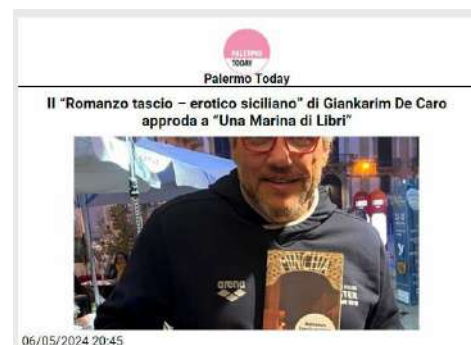 PALERMO
TODAY
Palermo Today
Il “Romanzo tascio – erotico siciliano” di Giankarim De Caro
approda a “Una Marina di Libri”
arena
06/05/2024 20:45